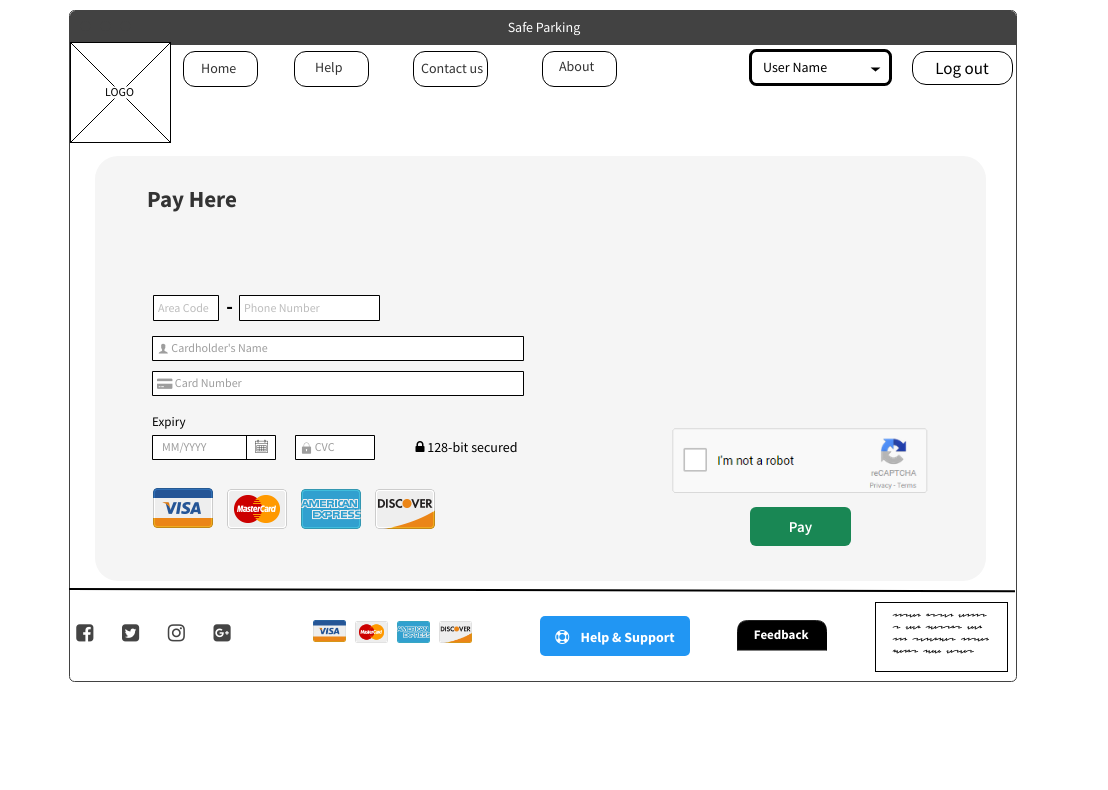 Safe Parking
LOGO
Home
Help
Contact us
About
User Name
Log out
Pay Here
Area Code - Phone Number
Cardholder's Name
Card Number
Expiry
MM/YYYY
CVC
128-bit secured
I'm not a robot
reCAPTCHA
Privacy - Terms
VISA
MasterCard
AMERICAN EXPRESS
DISCOVER
Pay
VISA
MasterCard
AMERICAN EXPRESS
DISCOVER
Help & Support
Feedback